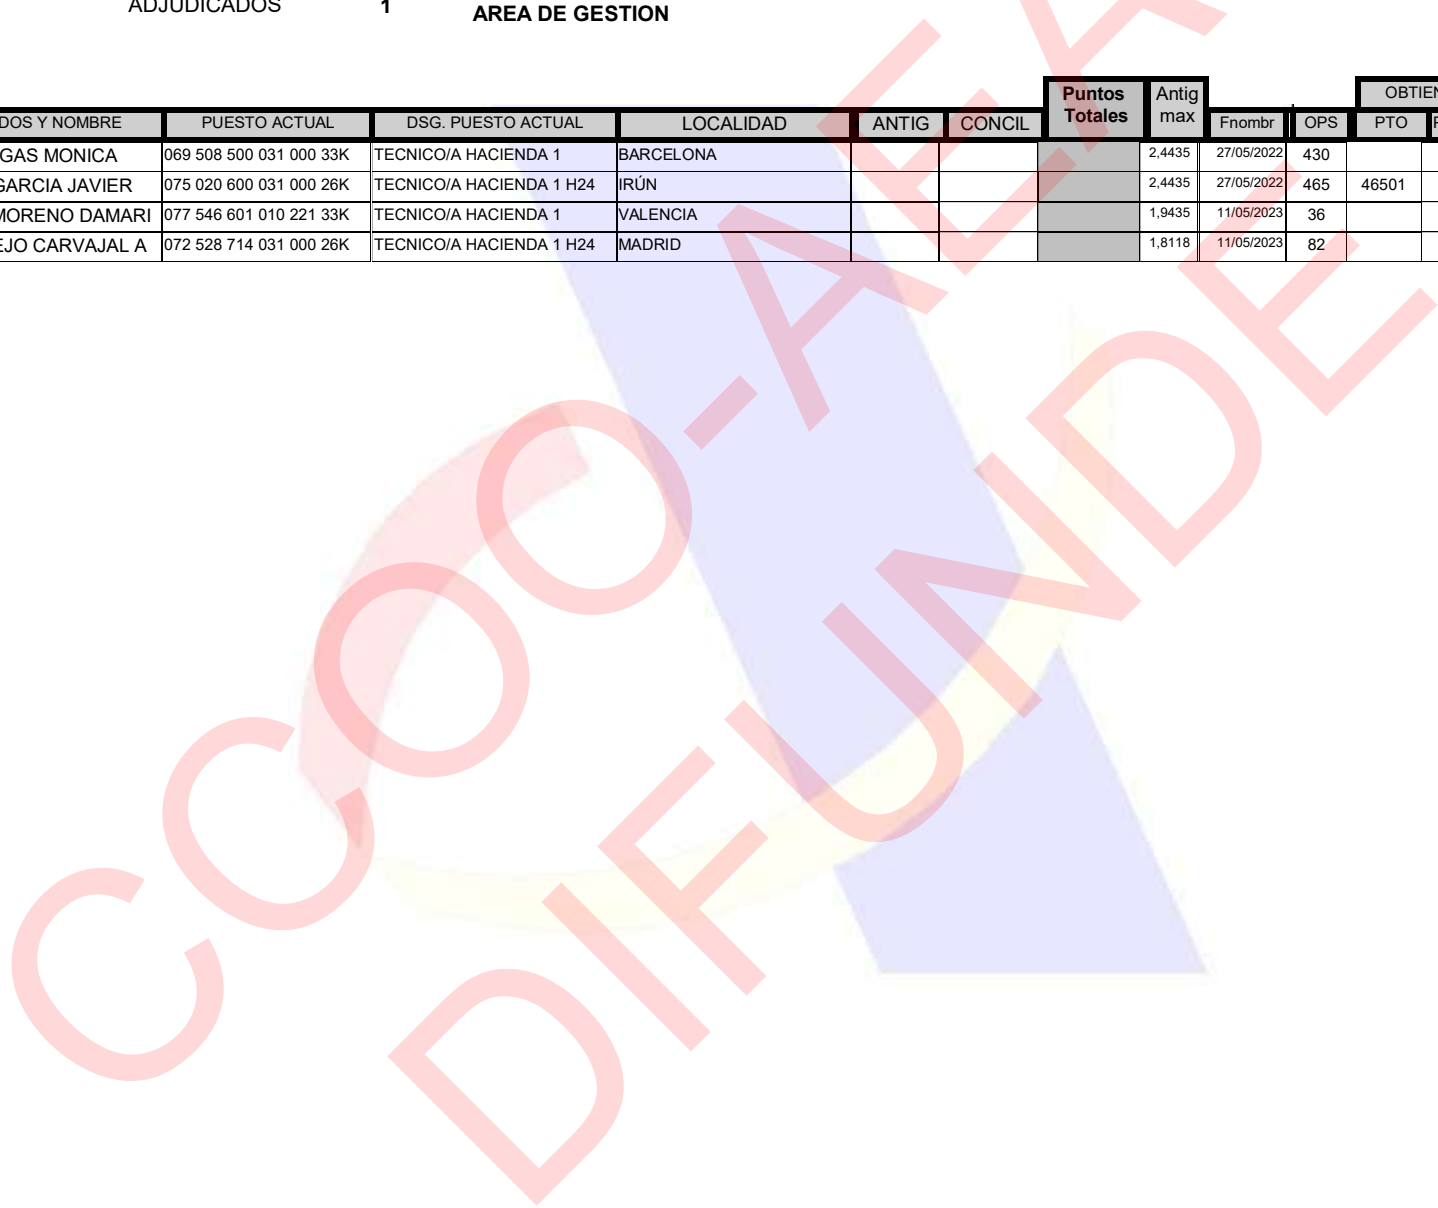 ADJUDICADOS 1 AREA DE GESTION
Puntos Totales Antig max OBTIEN
DOS Y NOMBRE PUESTO ACTUAL DSG. PUESTO ACTUAL LOCALIDAD ANTIG CONCIL Fnombr OPS PTO
GAS MONICA 069 508 500 031 000 33K TECNICO/A HACIENDA 1 BARCELONA 2,4435 27/05/2022 430
GARCIA JAVIER 075 020 600 031 000 26K TECNICO/A HACIENDA 1 H24 IRÚN 2,4435 27/05/2022 465 46501
MORENO DAMARI 077 546 601 010 221 33K TECNICO/A HACIENDA 1 VALENCIA 1,9435 11/05/2023 36
EJO CARVAJAL A 072 528 714 031 000 26K TECNICO/A HACIENDA 1 H24 MADRID 1,8118 11/05/2023 82
CCOO-AEA
DIFUNDE